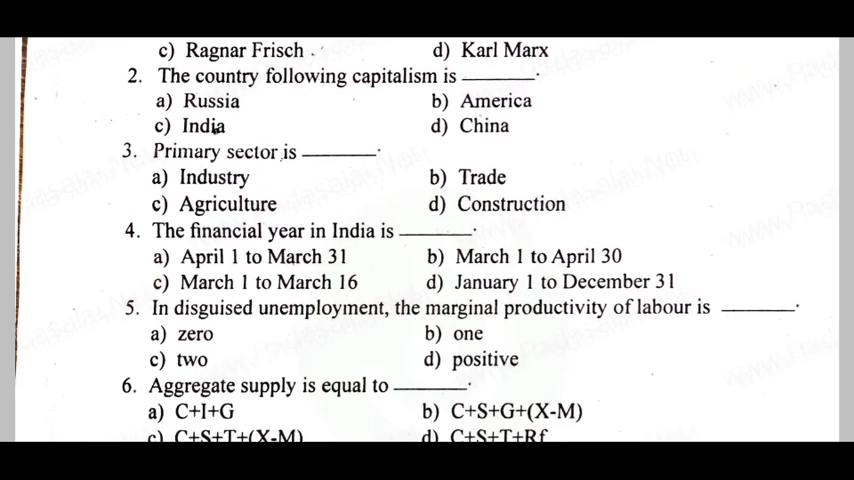 c) Ragnar Frisch d) Karl Marx
2. The country following capitalism is ________.
a) Russia b) America
c) India d) China
3. Primary sector is ________.
a) Industry b) Trade
c) Agriculture d) Construction
4. The financial year in India is ________.
a) April 1 to March 31 b) March 1 to April 30
c) March 1 to March 16 d) January 1 to December 31
5. In disguised unemployment, the marginal productivity of labour is ________.
a) zero b) one
c) two d) positive
6. Aggregate supply is equal to ________.
a) C+I+G b) C+S+G+(X-M)
c) C+S+T+(X-M) d) C+S+T+Rf